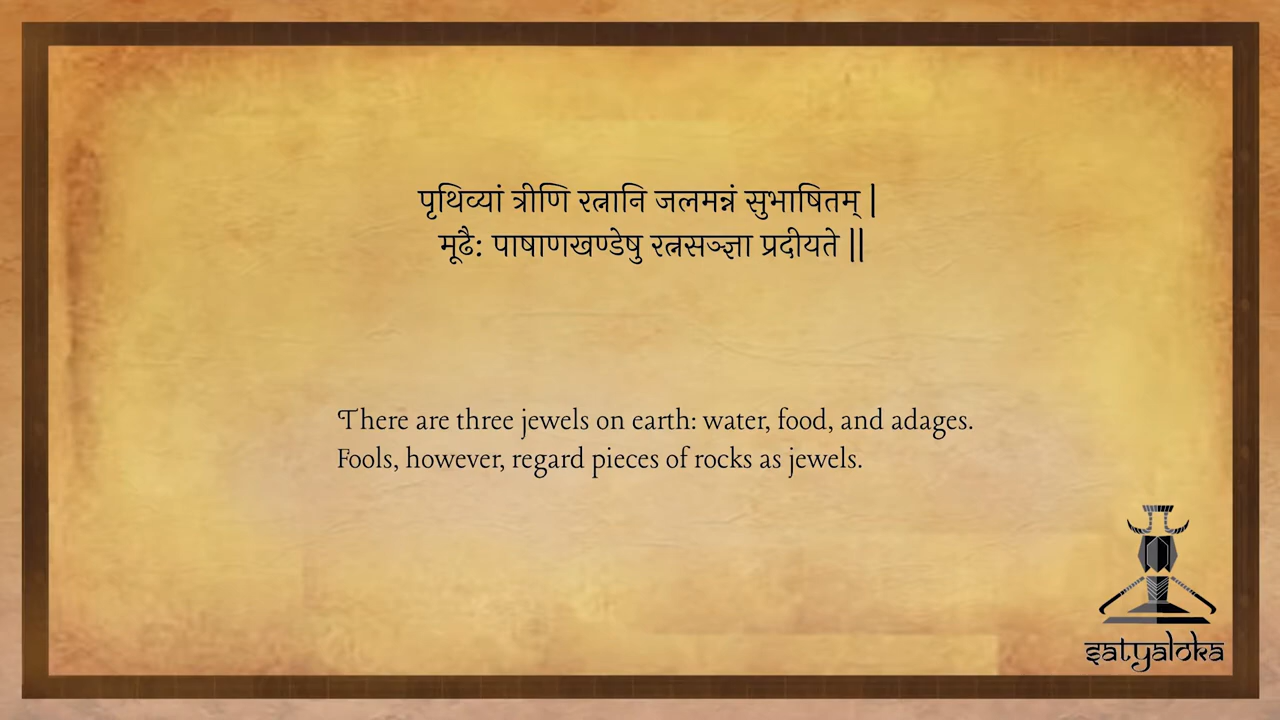 पृथिव्यां त्रीणि रत्नानि जलमन्नं सुभाषितम् |
मूढै: पाषाणखण्डेषु रत्नसञ्ज्ञा प्रदीयते ||
There are three jewels on earth: water, food, and adages.
Fools, however, regard pieces of rocks as jewels.
satyaloka